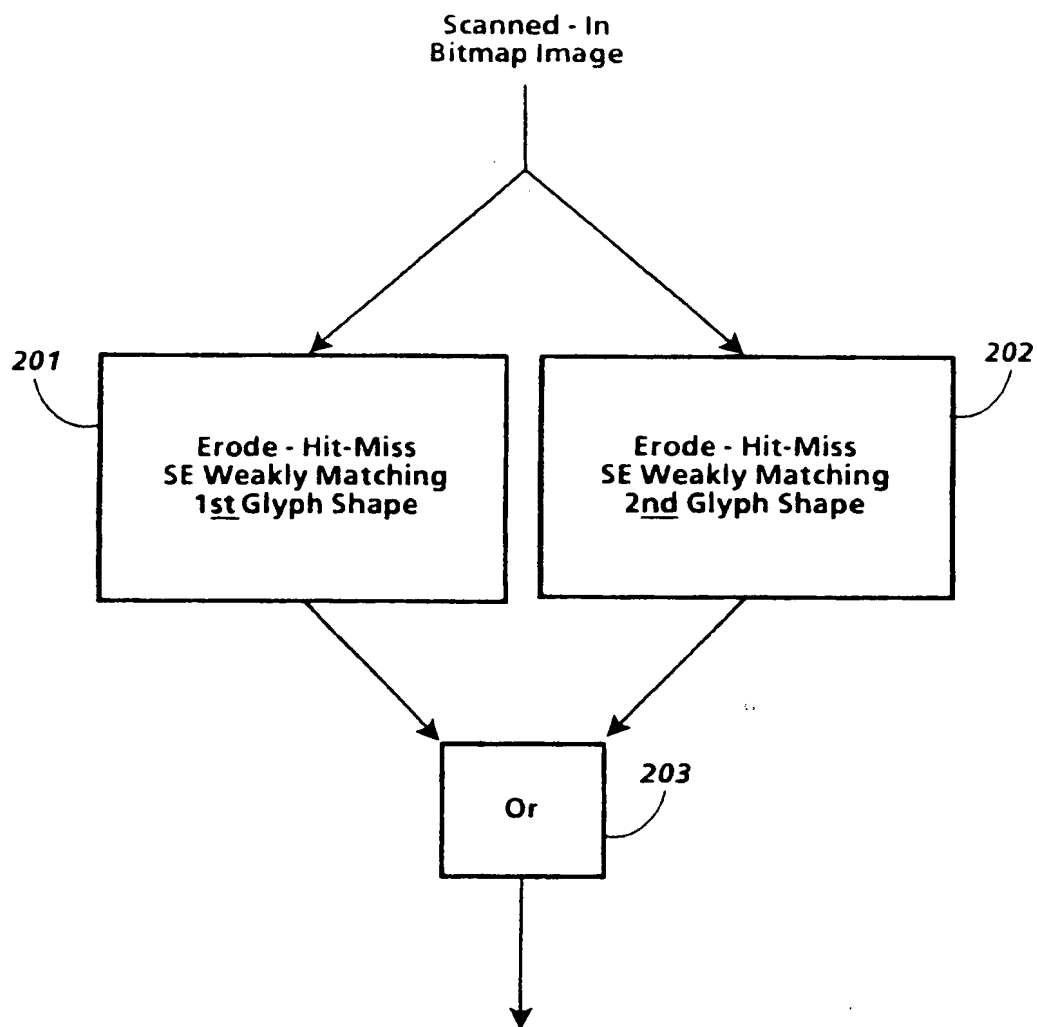 Scanned - In
Bitmap Image
201
202
Erode - Hit-Miss
SE Weakly Matching
1st Glyph Shape
Erode - Hit-Miss
SE Weakly Matching
2nd Glyph Shape
203
Or